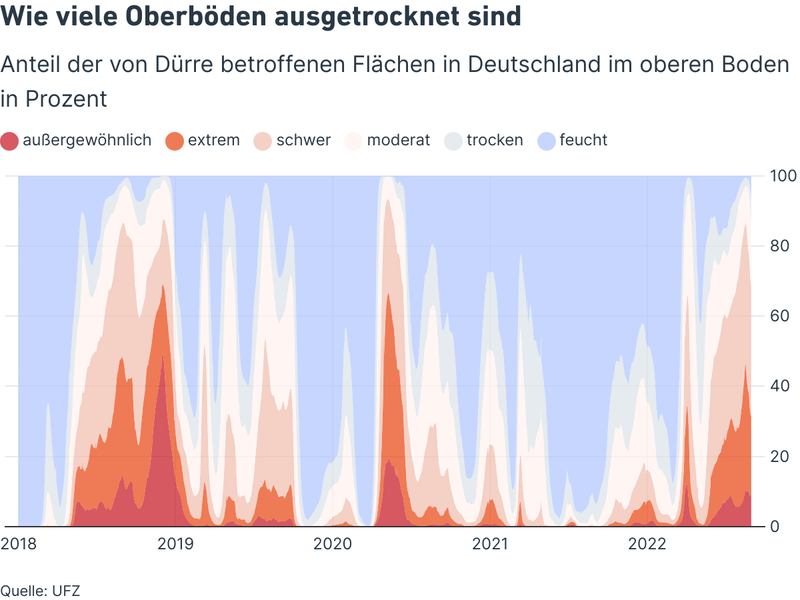 Wie viele Oberböden ausgetrocknet sind
Anteil der von Dürre betroffenen Flächen in Deutschland im oberen Boden
in Prozent
außergewöhnlich extrem schwer moderat trocken feucht
100
80
60
40
20
0
2018 2019 2020 2021 2022
Quelle: UFZ